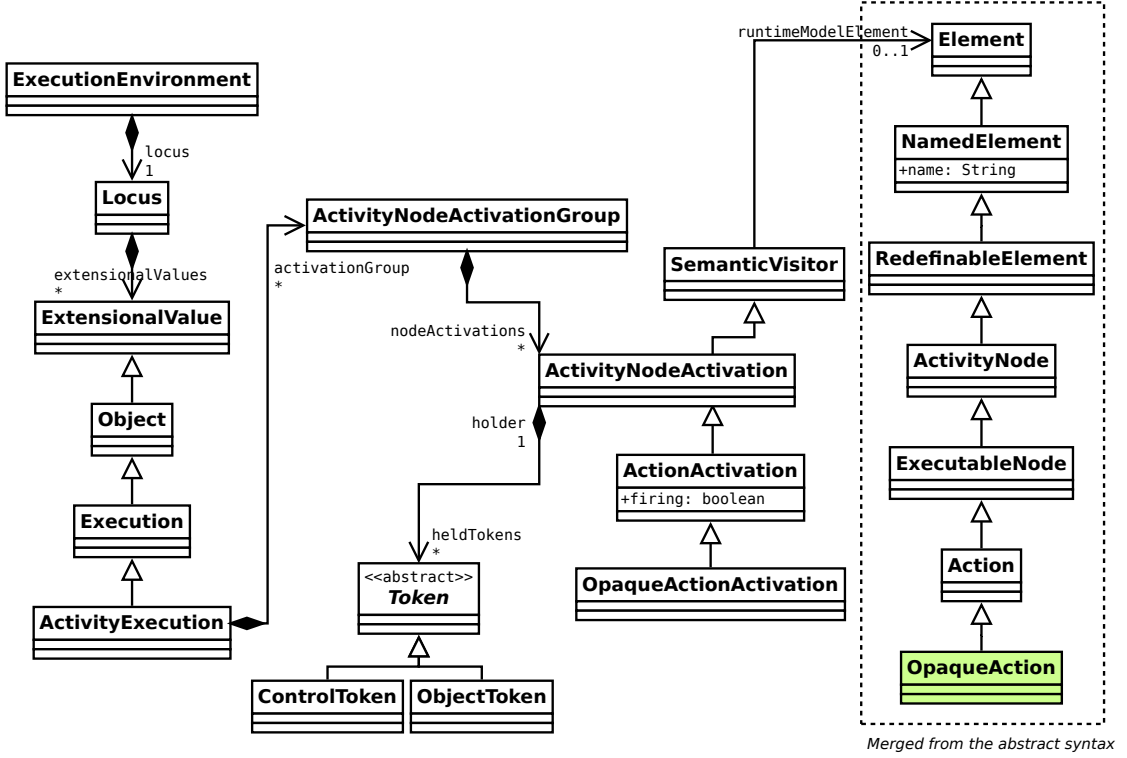 runtimeModelElement
0..1
Element
ExecutionEnvironment
locus
1
NamedElement
+name: String
Locus
ActivityNodeActivationGroup
extensionalValues
*
activationGroup
*
SemanticVisitor
RedefinableElement
ExtensionalValue
nodeActivations
*
ActivityNodeActivation
ActivityNode
Object
holder
1
ActionActivation
+firing: boolean
ExecutableNode
Execution
heldTokens
*
<<abstract>>
Token
OpaqueActionActivation
Action
ActivityExecution
OpaqueAction
ControlToken
ObjectToken
Merged from the abstract syntax